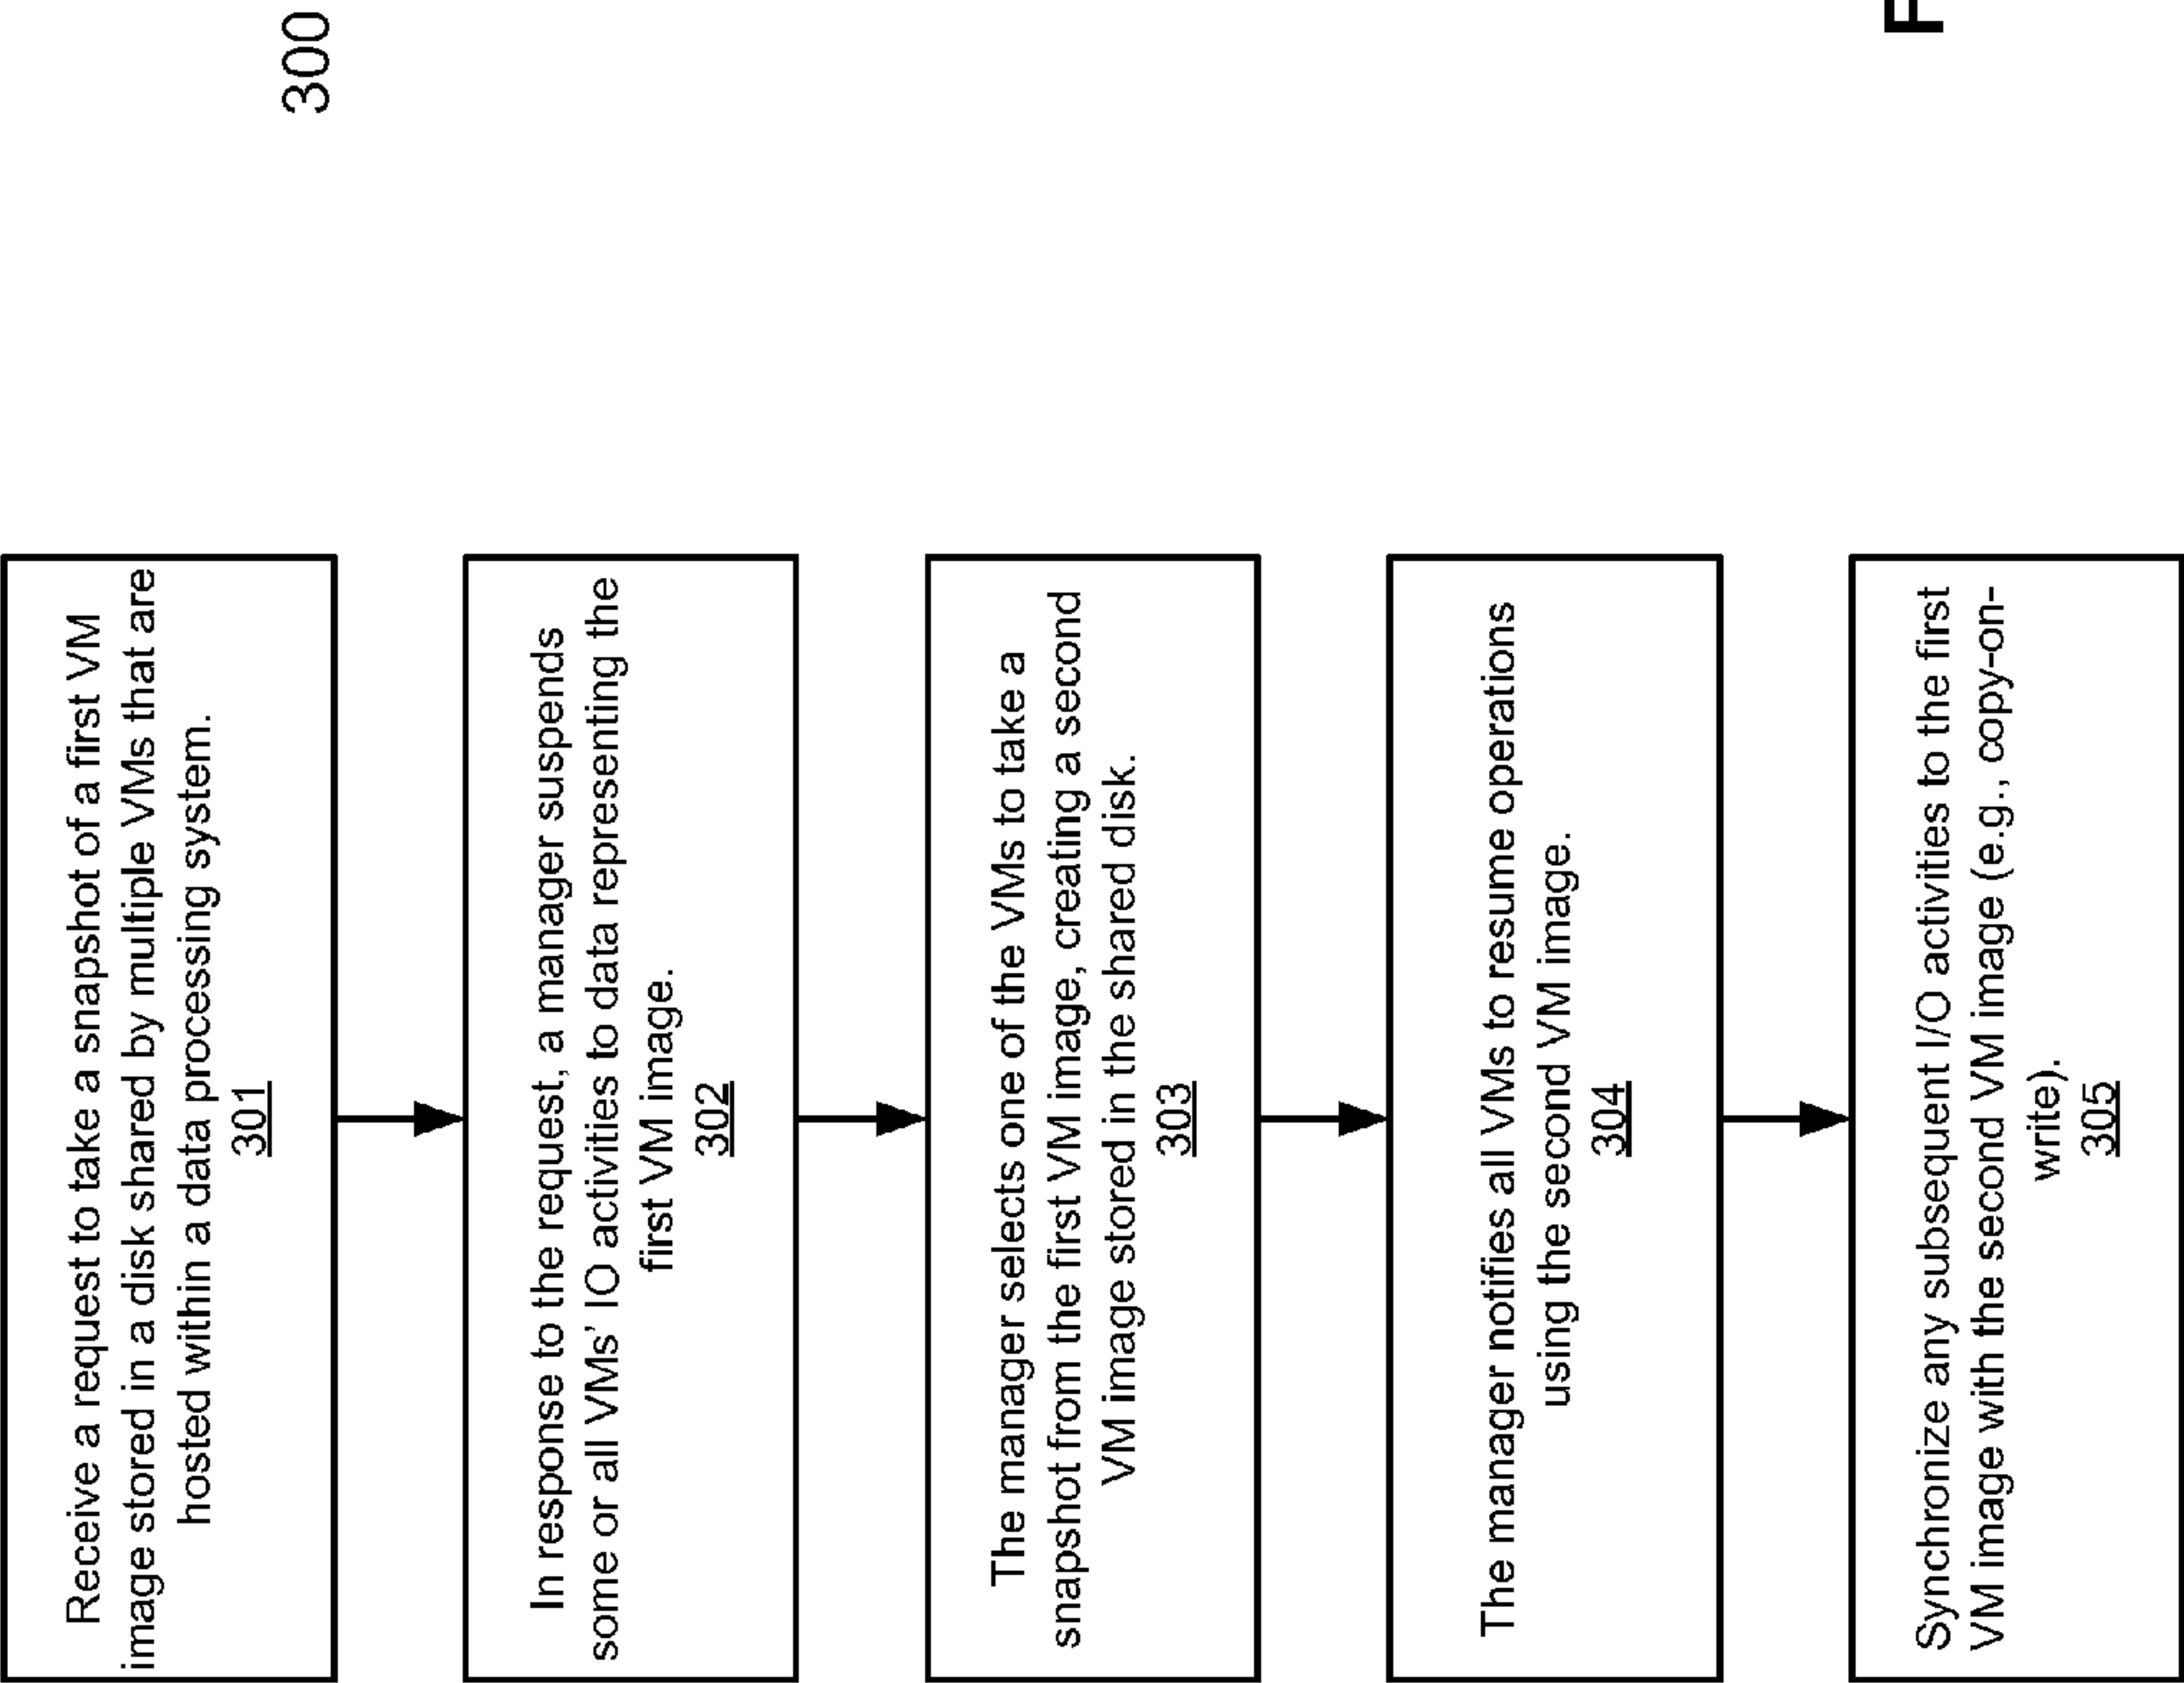 Receive a request to take a snapshot of a first VM
image stored in a disk shared by multiple VMs that are
hosted within a data processing system.
301
In response to the request, a manager suspends
some or all VMs' IO activities to data representing the
first VM image.
302
The manager selects one of the VMs to take a
snapshot from the first VM image, creating a second
VM image stored in the shared disk.
303
The manager notifies all VMs to resume operations
using the second VM image.
304
Synchronize any subsequent I/O activities to the first
VM image with the second VM image (e.g., copy-on-
write).
305
300
F